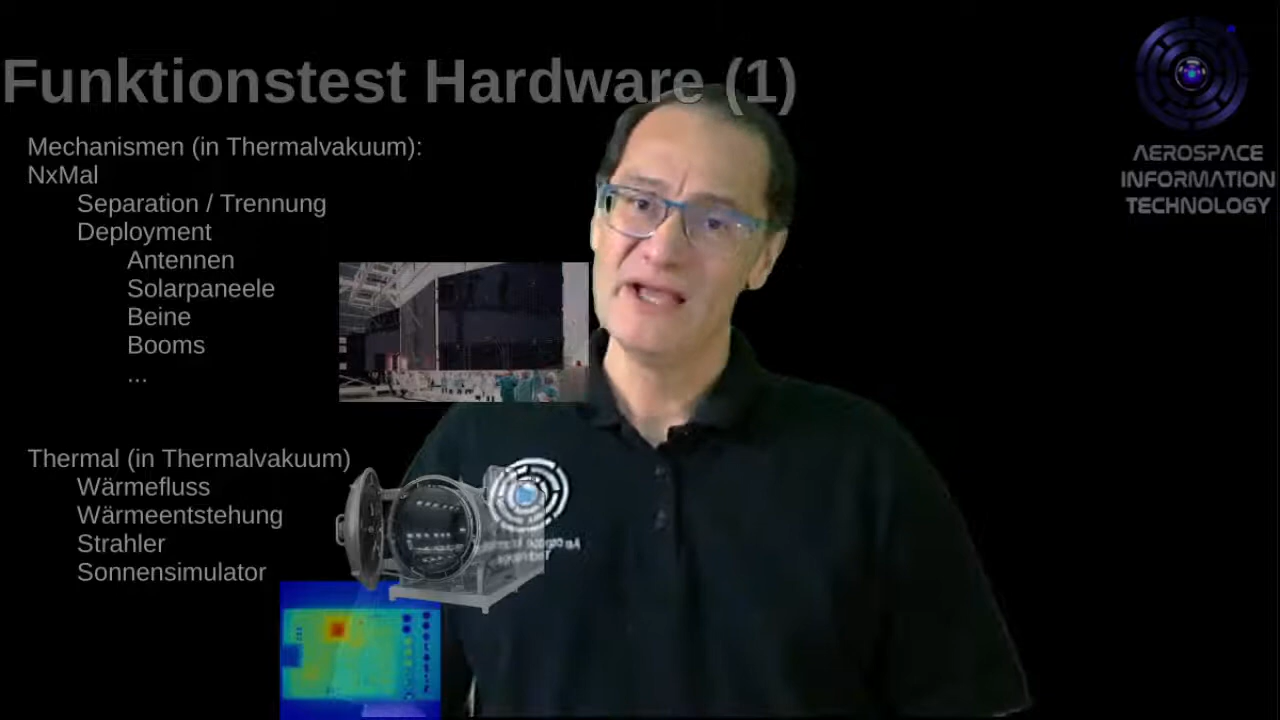 Funktionstest Hardware (1)
Mechanismen (in Thermalvakuum):
NxMal
Separation / Trennung
Deployment
Antennen
Solarpaneele
Beine
Booms
...
Thermal (in Thermalvakuum)
Wärmefluss
Wärmeentstehung
Strahler
Sonnensimulator
AEROSPACE
INFORMATION
TECHNOLOGY